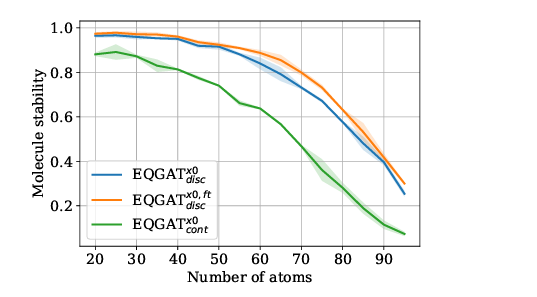 Molecule stability
1.0
0.8
0.6
0.4
0.2
EQGAT^{x0}_{disc}
EQGAT^{x0,ft}_{disc}
EQGAT^{x0}_{cont}
20 30 40 50 60 70 80 90
Number of atoms